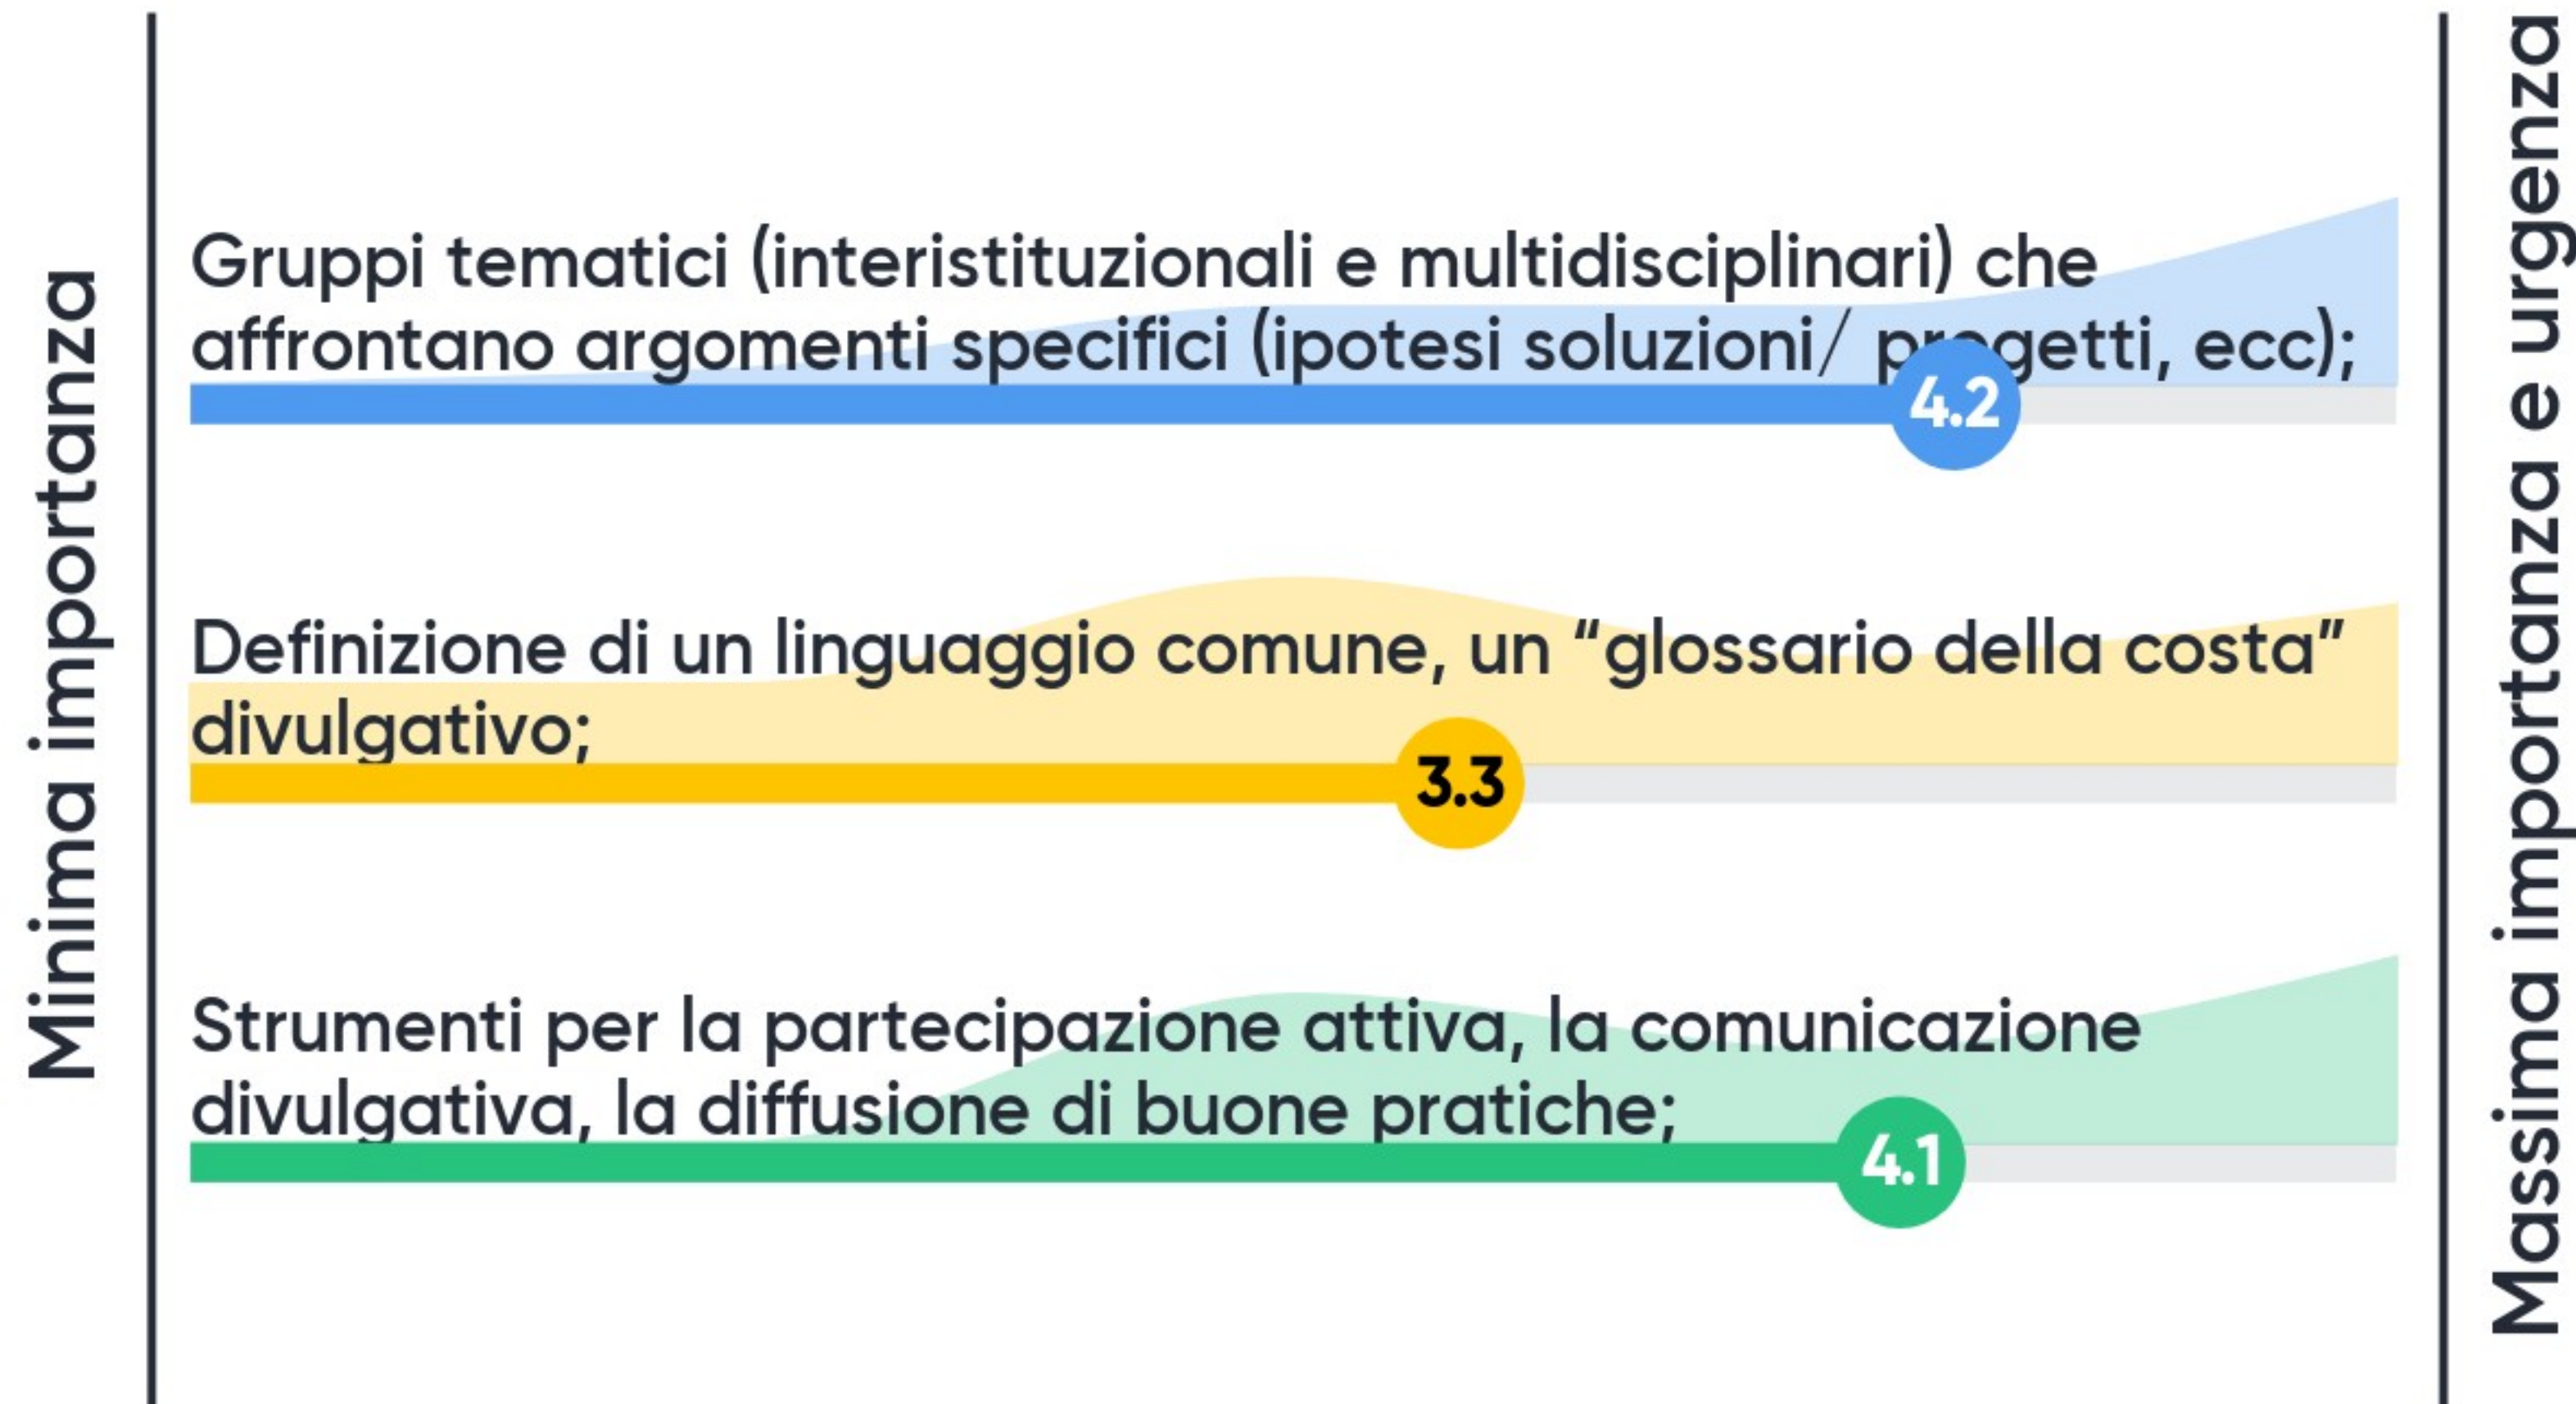 Minima importanza
Gruppi tematici (interistituzionali e multidisciplinari) che
affrontano argomenti specifici (ipotesi soluzioni/ progetti, ecc);
4.2
Definizione di un linguaggio comune, un “glossario della costa”
divulgativo;
3.3
Strumenti per la partecipazione attiva, la comunicazione
divulgativa, la diffusione di buone pratiche;
4.1
Massima importanza e urgenza